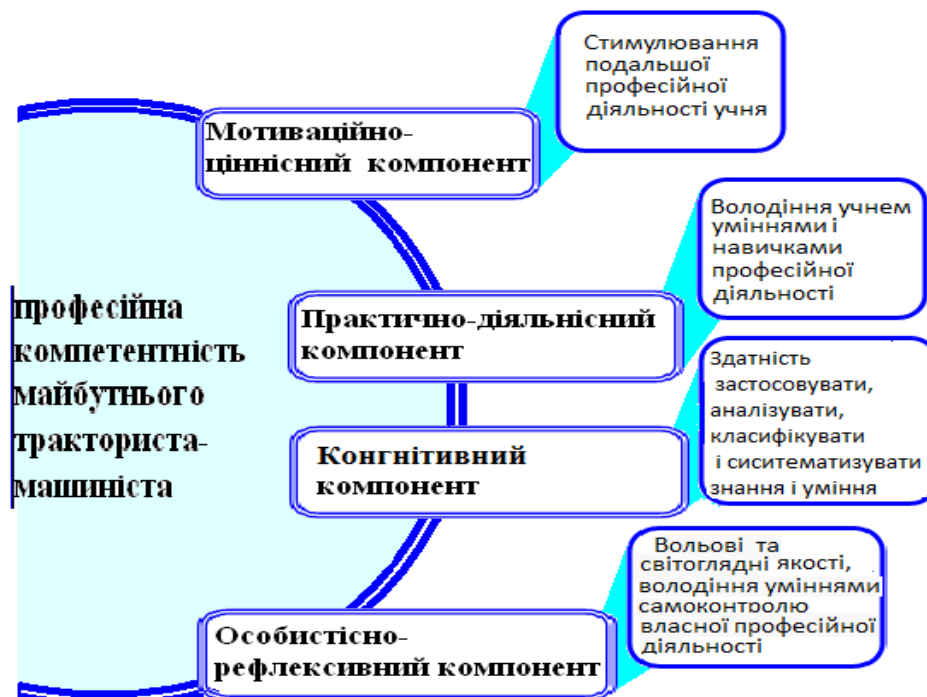 професійна
компетентність
майбутнього
тракториста-
машиніста
Мотиваційно-
ціннісний компонент
Стимулювання
подальшої
професійної
діяльності учня
Практично-діяльнісний
компонент
Володіння учнем
уміннями і
навичками
професійної
діяльності
Конгнітивний
компонент
Здатність
застосовувати,
аналізувати,
класифікувати
і сиситематизувати
знання і уміння
Особистісно-
рефлексивний компонент
Вольові та
світоглядні якості,
володіння уміннями
самоконтролю
власної професійної
діяльності